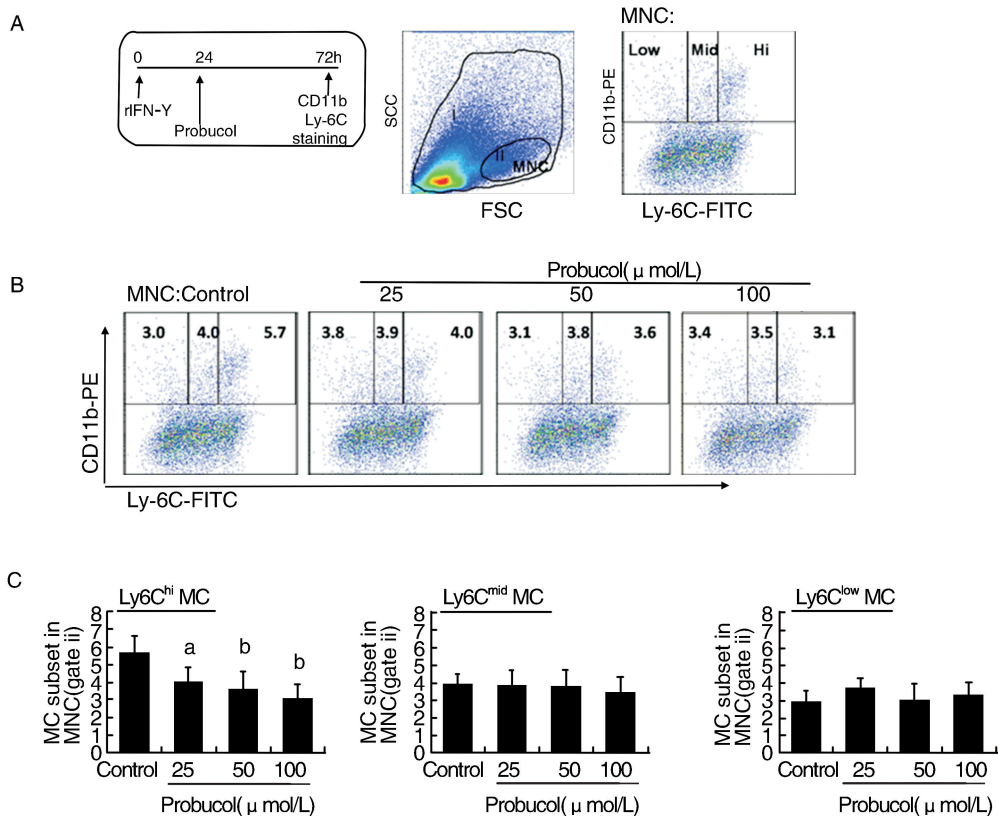 A
0 24 72h
rIFN-Y
Probucol
CD11b
Ly-6C
staining
SCC
I
II
MNC
FSC
MNC:
Low Mid Hi
CD11b-PE
Ly-6C-FITC
B
Probucol( μ mol/L)
MNC:Control 25 50 100
3.0 4.0 5.7
3.8 3.9 4.0
3.1 3.8 3.6
3.4 3.5 3.1
CD11b-PE
Ly-6C-FITC
C
Ly6Chi MC
MC subset in
MNC(gate ii)
8
7
6
5
4
3
2
1
0
a b b
Control 25 50 100
Probucol( μ mol/L)
Ly6Cmid MC
MC subset in
MNC(gate ii)
8
7
6
5
4
3
2
1
0
Control 25 50 100
Probucol( μ mol/L)
Ly6Clow MC
MC subset in
MNC(gate ii)
8
7
6
5
4
3
2
1
0
Control 25 50 100
Probucol( μ mol/L)